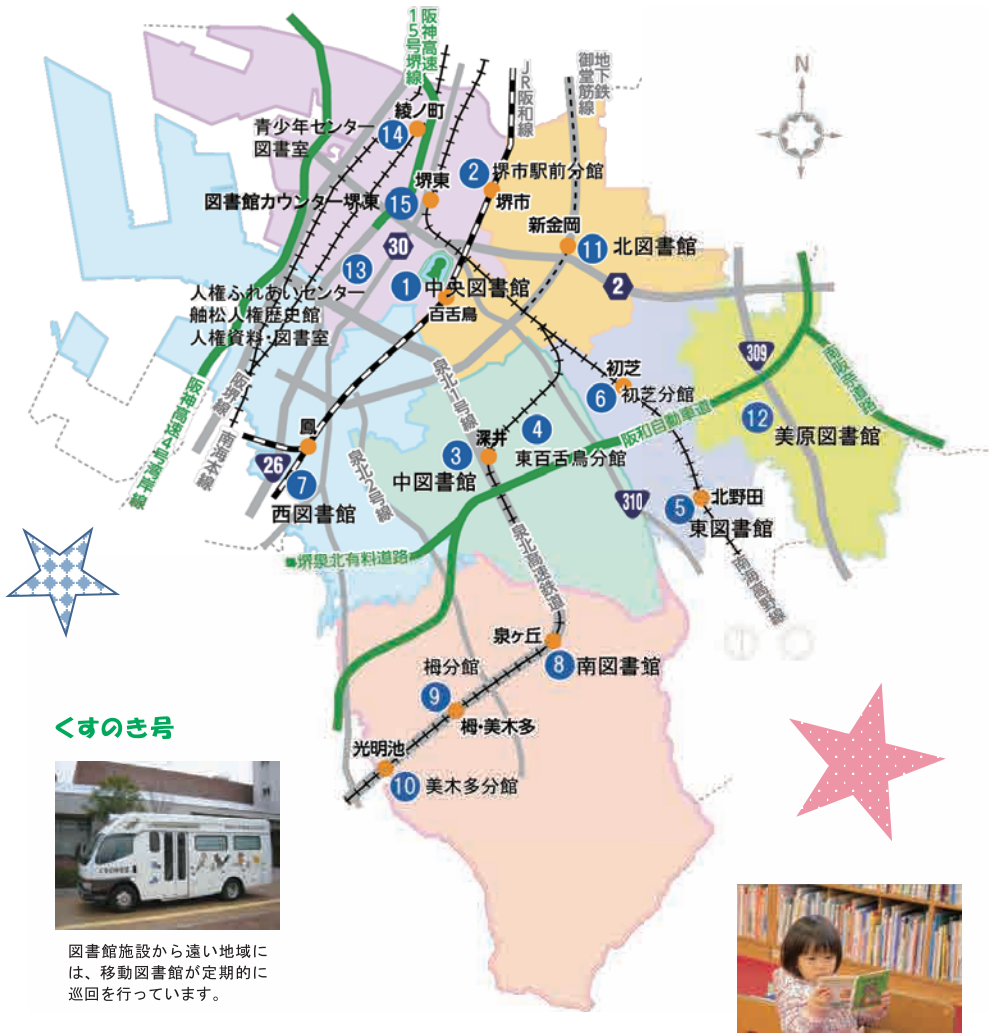 阪神高速
15号堺線
綾ノ町
青少年センター
図書室
14
JR阪和線
地下鉄
御堂筋線
N
2
堺市駅前分館
堺市
堺東
図書館カウンター堺東
15
新金岡
11
北図書館
30
13
1
中央図書館
百舌鳥
2
人権ふれあいセンター
舳松人権歴史館
人権資料・図書室
阪神高速4号湾岸線
阪堺線
南海本線
泉北1号線
初芝
6
初芝分館
309
南阪奈道路
阪和自動車道
12
美原図書館
鳳
26
7
西図書館
泉北2号線
深井
3
中図書館
4
東百舌鳥分館
310
5
北野田
東図書館
堺泉北有料道路
泉北高速鉄道
南海高野線
泉ヶ丘
8
南図書館
栂分館
9
栂・美木多
光明池
10
美木多分館
くすのき号
図書館施設から遠い地域に
は、移動図書館が定期的に
巡回を行っています。